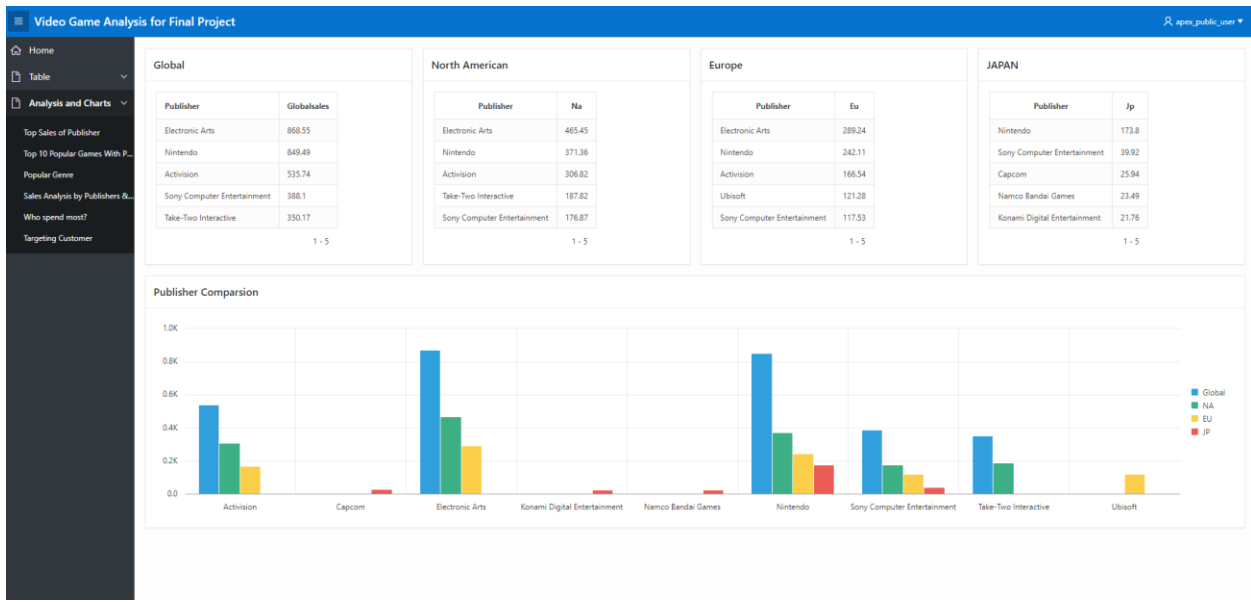 Video Game Analysis for Final Project
apex_public_user
Home
Table
Analysis and Charts
Top Sales of Publisher
Top 10 Popular Games With P...
Popular Genre
Sales Analysis by Publishers &...
Who spend most?
Targeting Customer
Global
Publisher Globalsales
Electronic Arts 868.55
Nintendo 849.49
Activision 535.74
Sony Computer Entertainment 388.1
Take-Two Interactive 350.17
1 - 5
North American
Publisher Na
Electronic Arts 465.45
Nintendo 371.36
Activision 306.82
Take-Two Interactive 187.82
Sony Computer Entertainment 176.87
1 - 5
Europe
Publisher Eu
Electronic Arts 289.24
Nintendo 242.11
Activision 166.54
Ubisoft 121.28
Sony Computer Entertainment 117.53
1 - 5
JAPAN
Publisher Jp
Nintendo 173.8
Sony Computer Entertainment 39.92
Capcom 25.94
Namco Bandai Games 23.49
Konami Digital Entertainment 21.76
1 - 5
Publisher Comparsion
1.0K
0.8K
0.6K
0.4K
0.2K
0.0
Activision Capcom Electronic Arts Konami Digital Entertainment Namco Bandai Games Nintendo Sony Computer Entertainment Take-Two Interactive Ubisoft
Global
NA
EU
JP